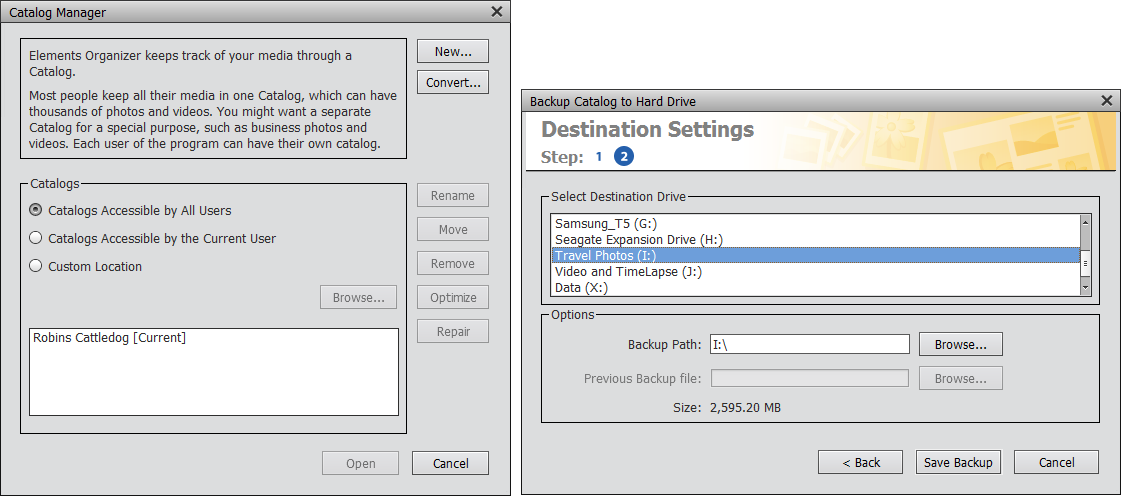 Catalog Manager
Elements Organizer keeps track of your media through a
Catalog.
Most people keep all their media in one Catalog, which can have
thousands of photos and videos. You might want a separate
Catalog for a special purpose, such as business photos and
videos. Each user of the program can have their own catalog.
New...
Convert...
Catalogs
Catalogs Accessible by All Users
Catalogs Accessible by the Current User
Custom Location
Browse...
Rename
Move
Remove
Optimize
Repair
Robins Cattledog [Current]
Open
Cancel
Backup Catalog to Hard Drive
Destination Settings
Step: 1 2
Select Destination Drive
Samsung_T5 (G:)
Seagate Expansion Drive (H:)
Travel Photos (I:)
Video and TimeLapse (J:)
Data (X:)
Options
Backup Path: I:\ Browse...
Previous Backup file: Browse...
Size: 2,595.20 MB
< Back
Save Backup
Cancel